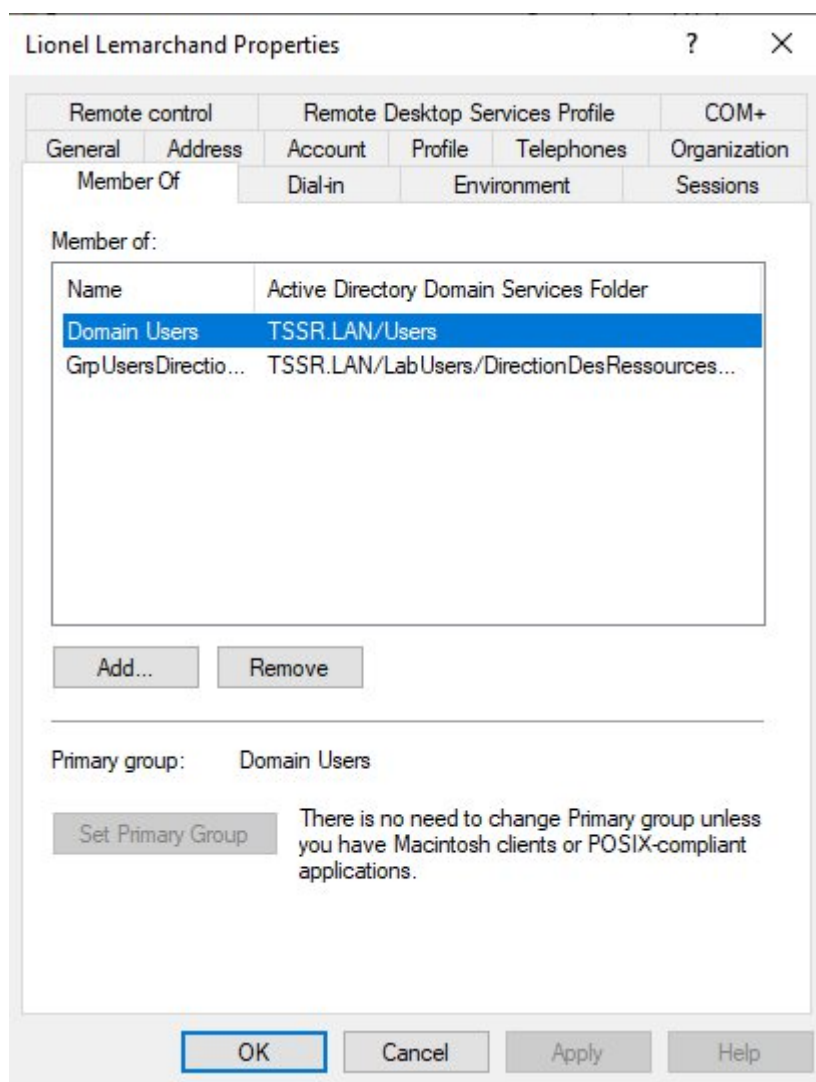 Lionel Lemarchand Properties ? ×
Remote control Remote Desktop Services Profile COM+
General Address Account Profile Telephones Organization
Member Of Dial-in Environment Sessions
Member of:
Name Active Directory Domain Services Folder
Domain Users TSSR.LAN/Users
GrpUsersDirectio... TSSR.LAN/LabUsers/DirectionDesRessources...
Add... Remove
Primary group: Domain Users
Set Primary Group
There is no need to change Primary group unless
you have Macintosh clients or POSIX-compliant
applications.
OK Cancel Apply Help